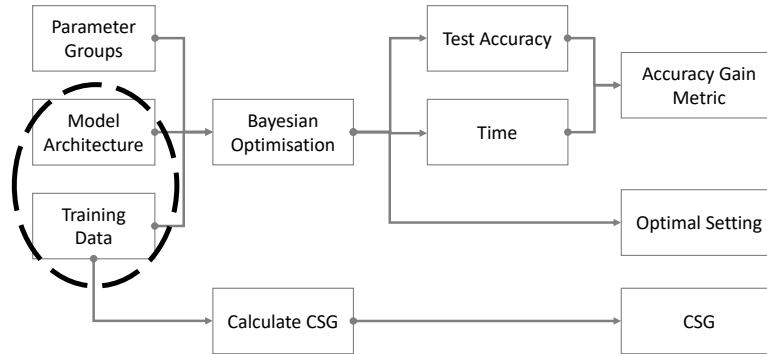 Parameter
Groups
Test Accuracy
Accuracy Gain
Metric
Model
Architecture
Bayesian
Optimisation
Time
Training
Data
Optimal Setting
Calculate CSG
CSG